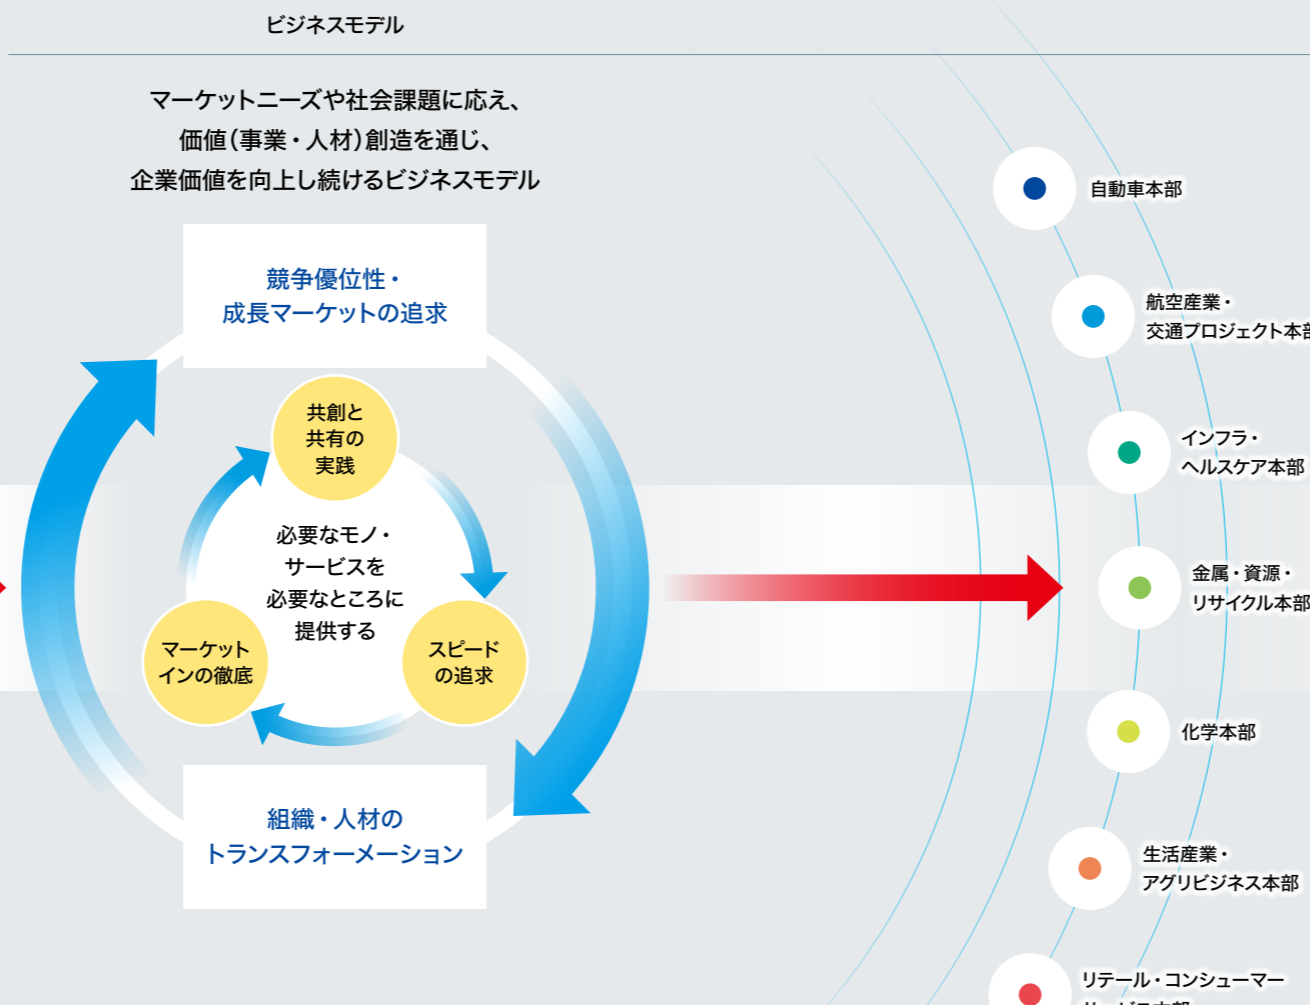 ビジネスモデル
マーケットニーズや社会課題に応え、
価値(事業・人材)創造を通じ、
企業価値を向上し続けるビジネスモデル
競争優位性・
成長マーケットの追求
共創と
共有の
実践
必要なモノ・
サービスを
必要なところに
提供する
マーケット
インの徹底
スピード
の追求
組織・人材の
トランスフォーメーション
自動車本部
航空産業・
交通プロジェクト本部
インフラ・
ヘルスケア本部
金属・資源・
リサイクル本部
化学本部
生活産業・
アグリビジネス本部
リテール・コンシューマー